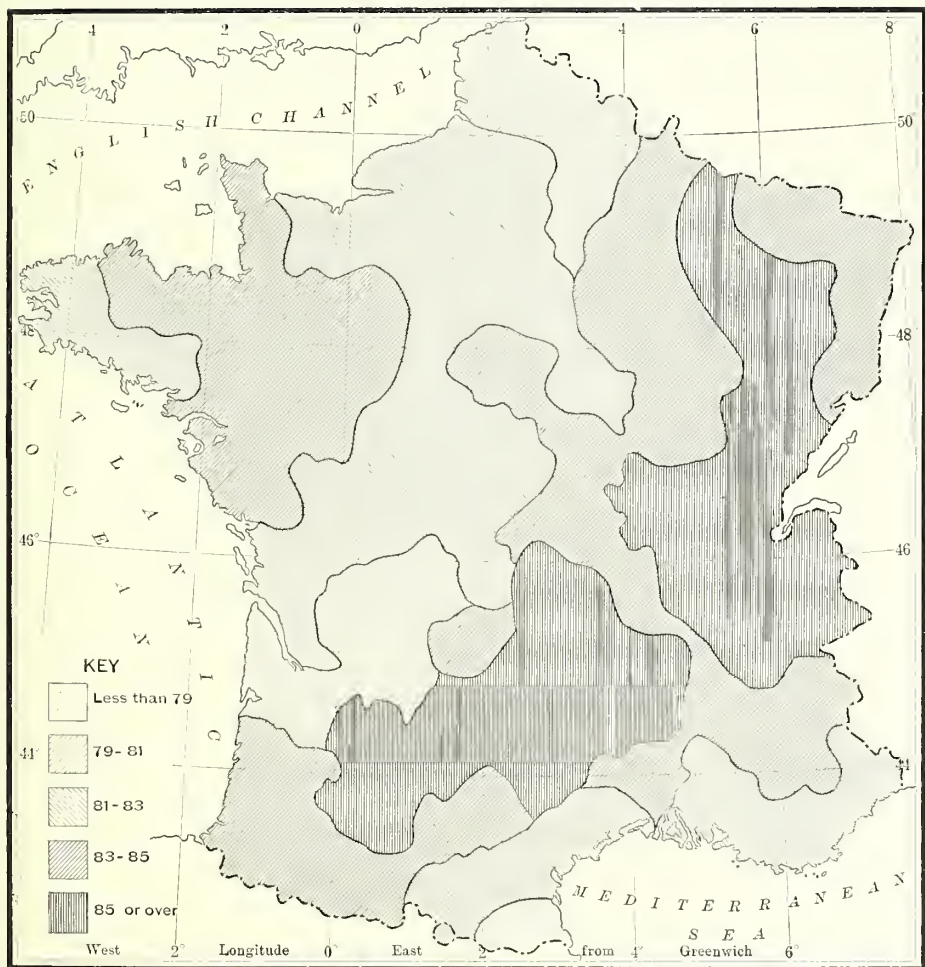 4 2 0 2 4 6 8
50 50
ENGLISH CHANNEL
48 48
ATLANTIC
OCEAN
46° 46
KEY
Less than 79
79-81
81-83
83-85
85 or over
44° 44
MEDITERRANEAN
SEA
West 2° Longitude 0° East 2 from 4 Greenwich 6°